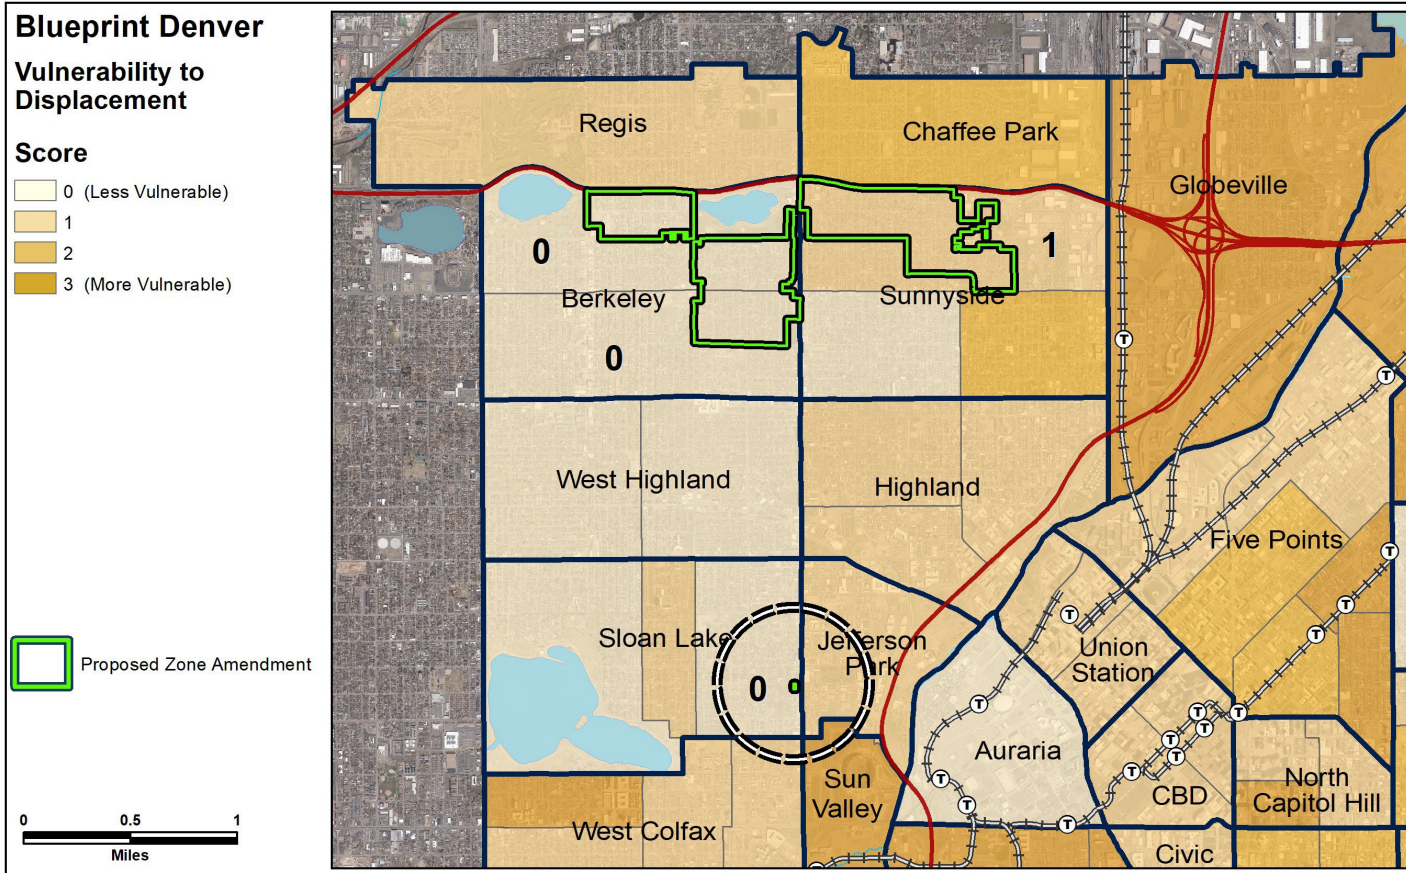 Blueprint Denver
Vulnerability to
Displacement
Score
0 (Less Vulnerable)
1
2
3 (More Vulnerable)
Proposed Zone Amendment
0 0.5 1
Miles
Regis
Chaffee Park
Globeville
0
1
Berkeley
Sunnyside
0
T
T
West Highland
Highland
Five Points
T
T
T
T
Sloan Lake
Jefferson
Park
Union
Station
0
T
T
T
T
T
T
Auraria
T
T
T
Sun
Valley
CBD
North
Capitol Hill
T
T
West Colfax
Civic
T